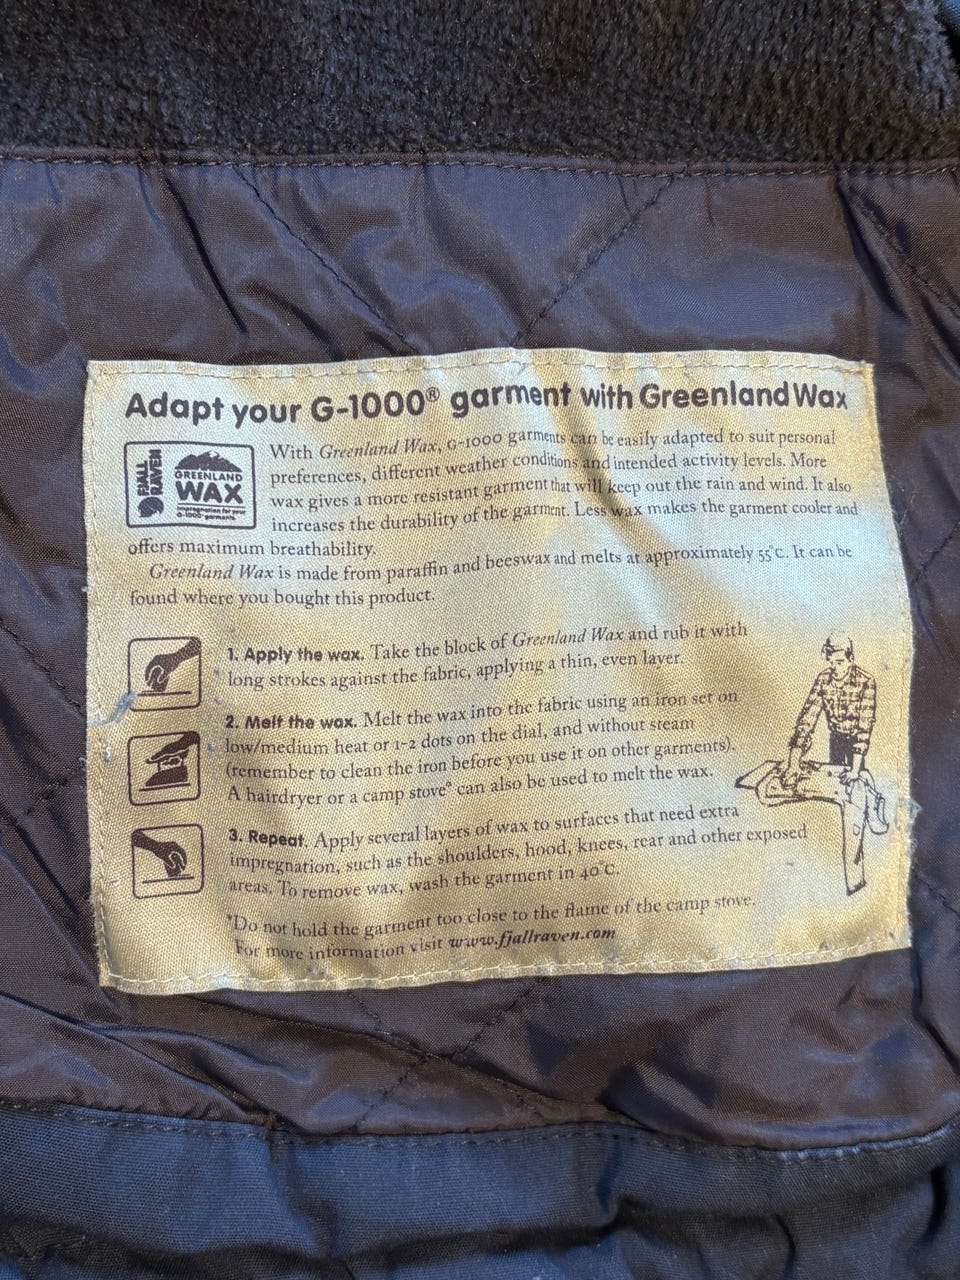 Adapt your G-1000® garment with Greenland Wax
FJALL
RAVEN
GREENLAND
WAX
impregnation for your
G-1000® garments
With Greenland Wax, G-1000 garments can be easily adapted to suit personal
preferences, different weather conditions and intended activity levels. More
wax gives a more resistant garment that will keep out the rain and wind. It also
increases the durability of the garment. Less wax makes the garment cooler and
offers maximum breathability.
Greenland Wax is made from paraffin and beeswax and melts at approximately 55°C. It can be
found where you bought this product.
1. Apply the wax. Take the block of Greenland Wax and rub it with
long strokes against the fabric, applying a thin, even layer.
2. Melt the wax. Melt the wax into the fabric using an iron set on
low/medium heat or 1-2 dots on the dial, and without steam
(remember to clean the iron before you use it on other garments).
A hairdryer or a camp stove* can also be used to melt the wax.
3. Repeat. Apply several layers of wax to surfaces that need extra
impregnation, such as the shoulders, hood, knees, rear and other exposed
areas. To remove wax, wash the garment in 40°C.
*Do not hold the garment too close to the flame of the camp stove.
For more information visit www.fjallraven.com